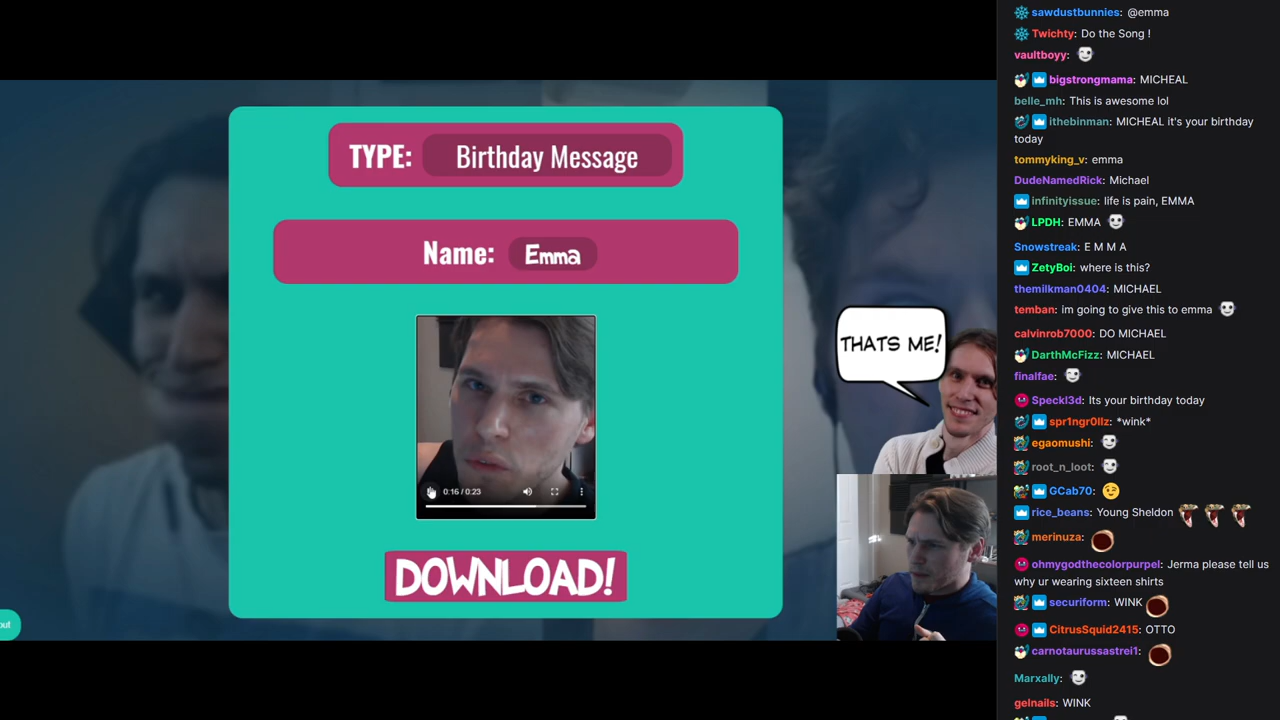 TYPE: Birthday Message
Name: Emma
THATS ME!
0:16 / 0:23
DOWNLOAD!
out
sawdustbunnies: @emma
Twichty: Do the Song !
vaultboyy:
bigstrongmama: MICHEAL
belle_mh: This is awesome lol
ithebinman: MICHEAL it's your birthday
today
tommyking_v: emma
DudeNamedRick: Michael
infinityissue: life is pain, EMMA
LPDH: EMMA
Snowstreak: E M M A
ZetyBoi: where is this?
themilkman0404: MICHAEL
temban: im going to give this to emma
calvinrob7000: DO MICHAEL
DarthMcFizz: MICHAEL
finalfae:
Speckl3d: Its your birthday today
spr1ngr0llz: *wink*
egaomushi:
root_n_loot:
GCab70:
rice_beans: Young Sheldon
merinuza:
ohmygodthecolorpurpel: Jerma please tell us
why ur wearing sixteen shirts
securiform: WINK
CitrusSquid2415: OTTO
carnotaurussastrei1:
Marxally:
gelnails: WINK